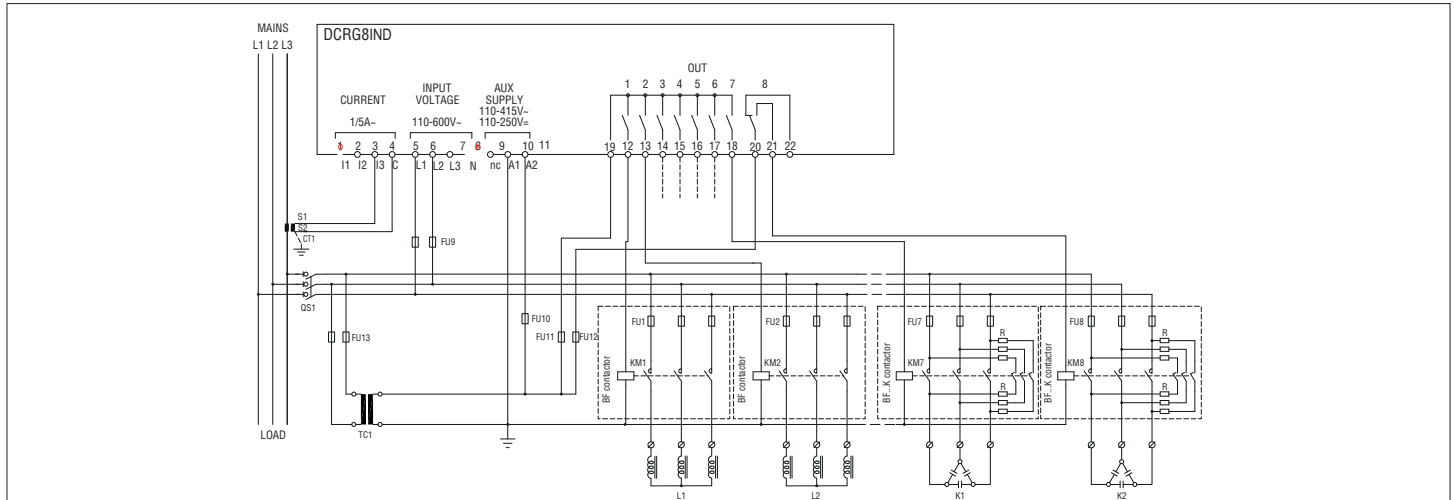 MAINS
L1 L2 L3
DCRG8IND
OUT
1 2 3 4 5 6 7 8
CURRENT
1/5A~
INPUT
VOLTAGE
110-600V~
AUX
SUPPLY
110-415V~
110-250V=
1 2 3 4 5 6 7 8 9 10 11
19 12 13 14 15 16 17 18 20 21 22
I1 I2 I3 C L1 L2 L3 N nc A1 A2
S1
S2
CT1
FU9
QS1
FU13
FU10
FU11
FU12
FU1
FU2
FU7
FU8
R
R
R
R
KM1
KM2
KM7
KM8
BF contactor
BF contactor
BF...K contactor
BF...K contactor
LOAD
TC1
L1
L2
K1
K2